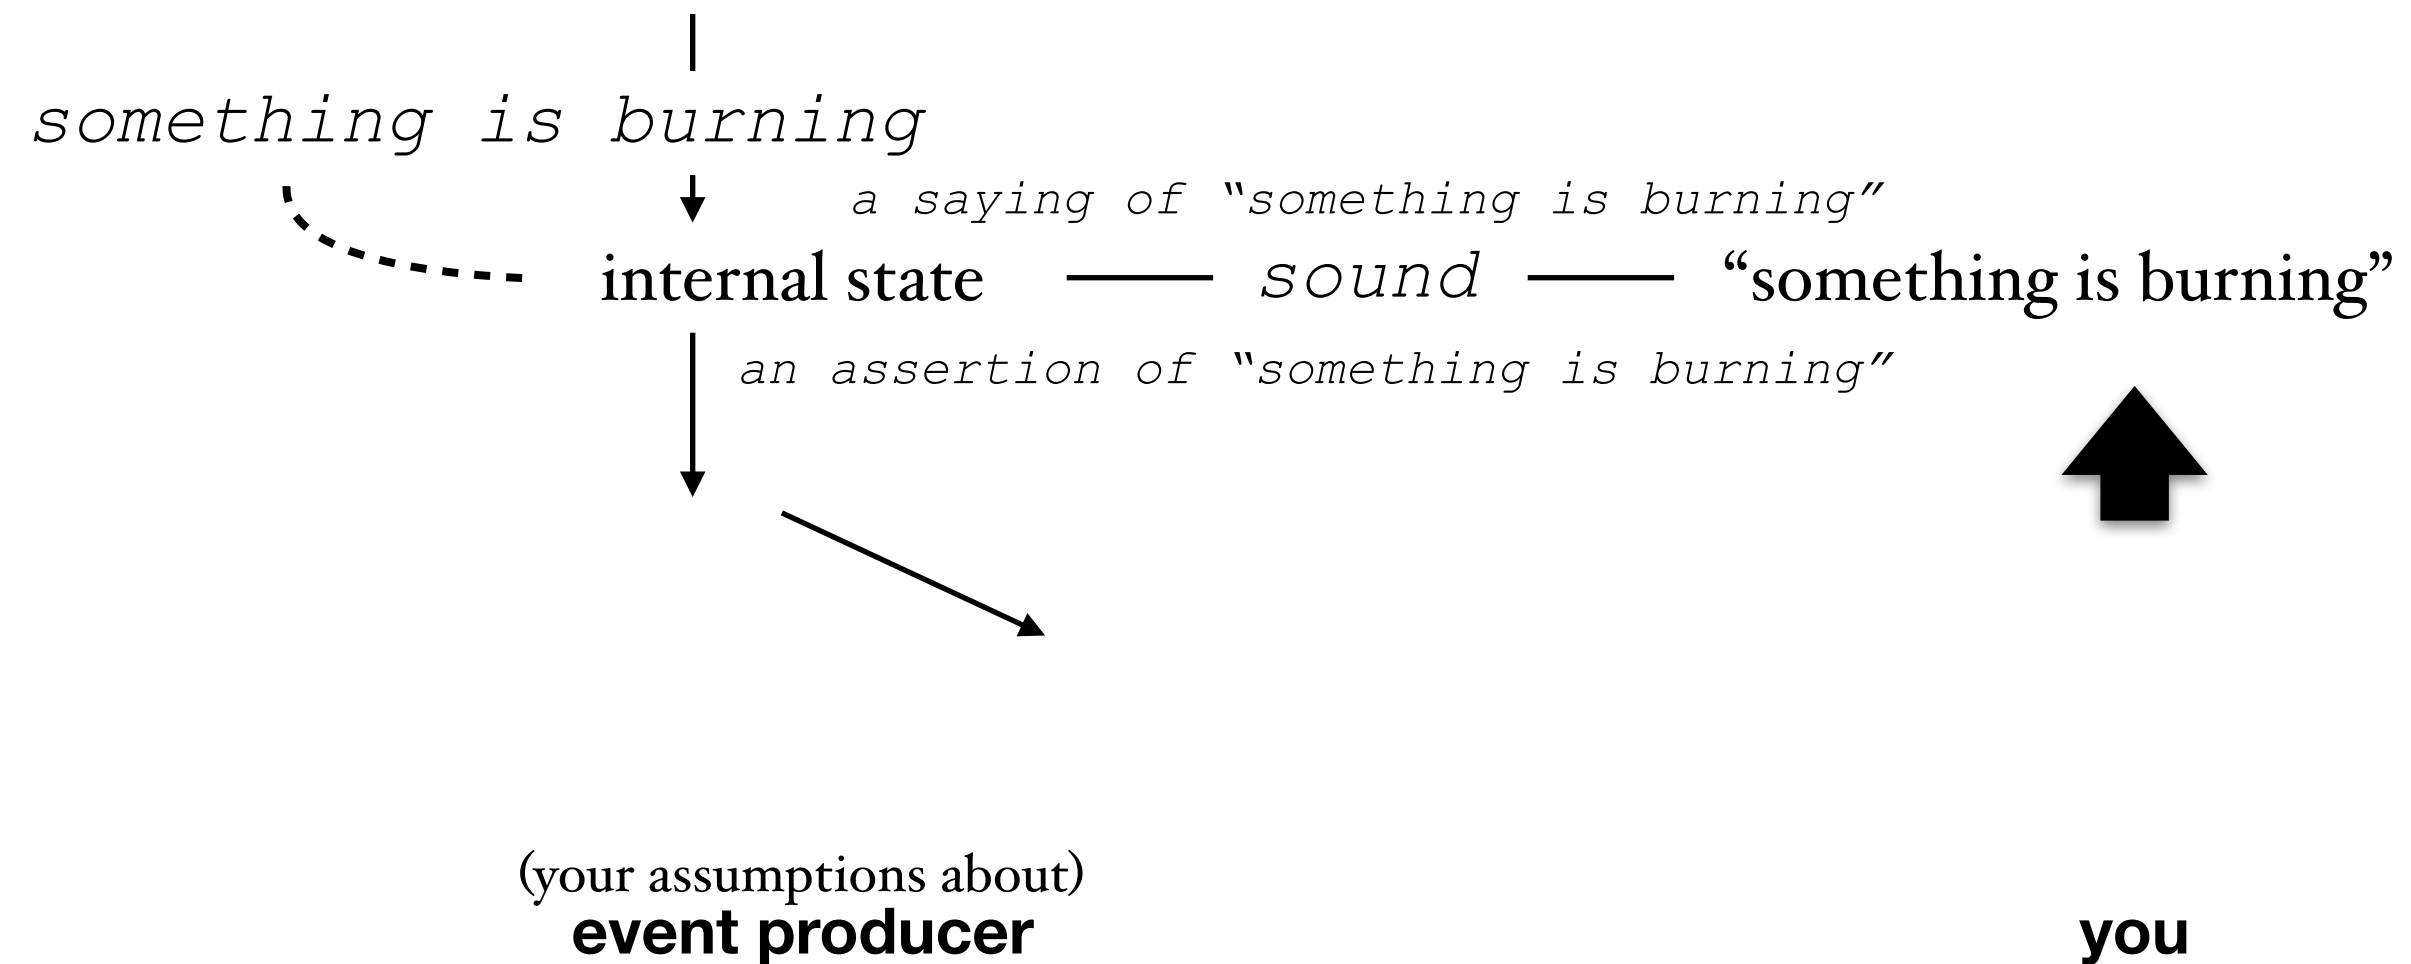 something is burning
a saying of “something is burning”
internal state — sound — “something is burning”
an assertion of “something is burning”
(your assumptions about)
event producer
you